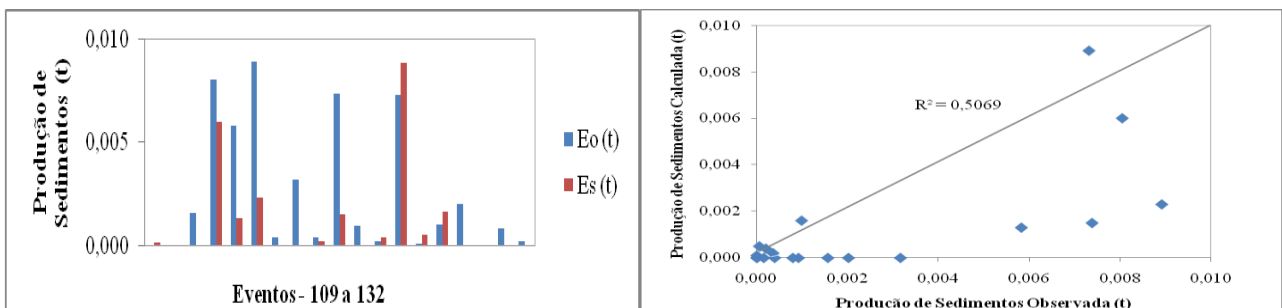 0,010
0,005
0,000
Produção de
Sedimentos (t)
Eventos - 109 a 132
Eo (t)
Es (t)
0,010
0,008
0,006
0,004
0,002
0,000
Produção de Sedimentos Calculada (t)
R² = 0,5069
0,000 0,002 0,004 0,006 0,008 0,010
Produção de Sedimentos Observada (t)